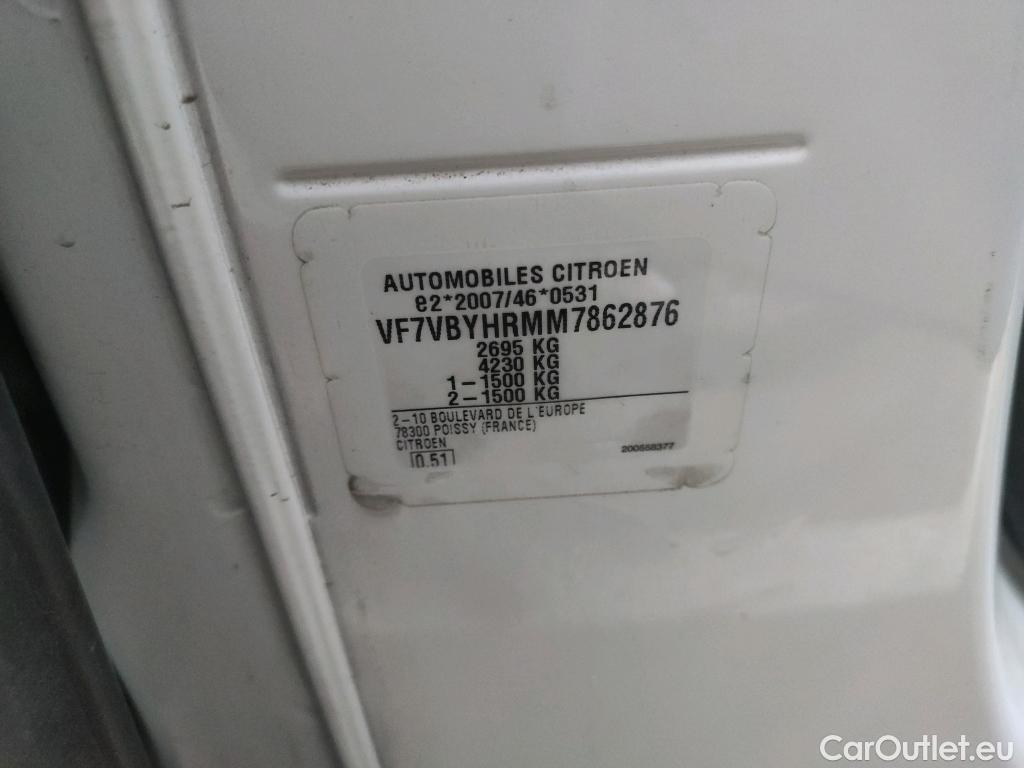 AUTOMOBILES CITROEN
e2*2007/46*0531
VF7VBYHRMM7862876
2695 KG
4230 KG
1-1500 KG
2-1500 KG
2-10 BOULEVARD DE L'EUROPE
78300 POISSY (FRANCE)
CITROEN
200558377
0.51
CarOutlet.eu